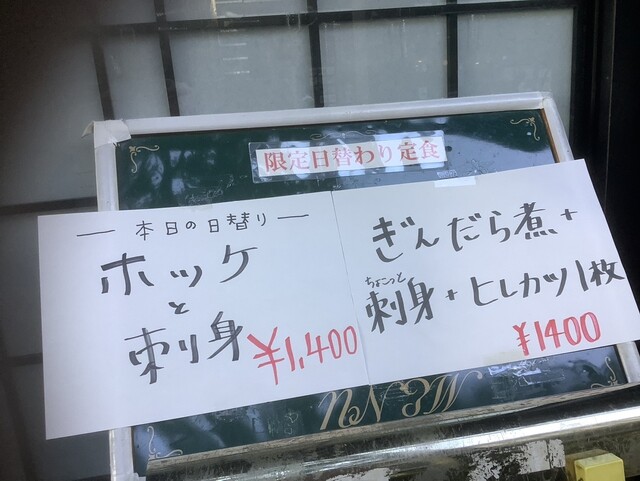 限定日替わり定食
— 本日の日替り —
ホッケ
と
刺り身
¥1,400
ぎんだら煮+
ちょこっと
刺身+ヒレカツ1枚
¥1400
MENU